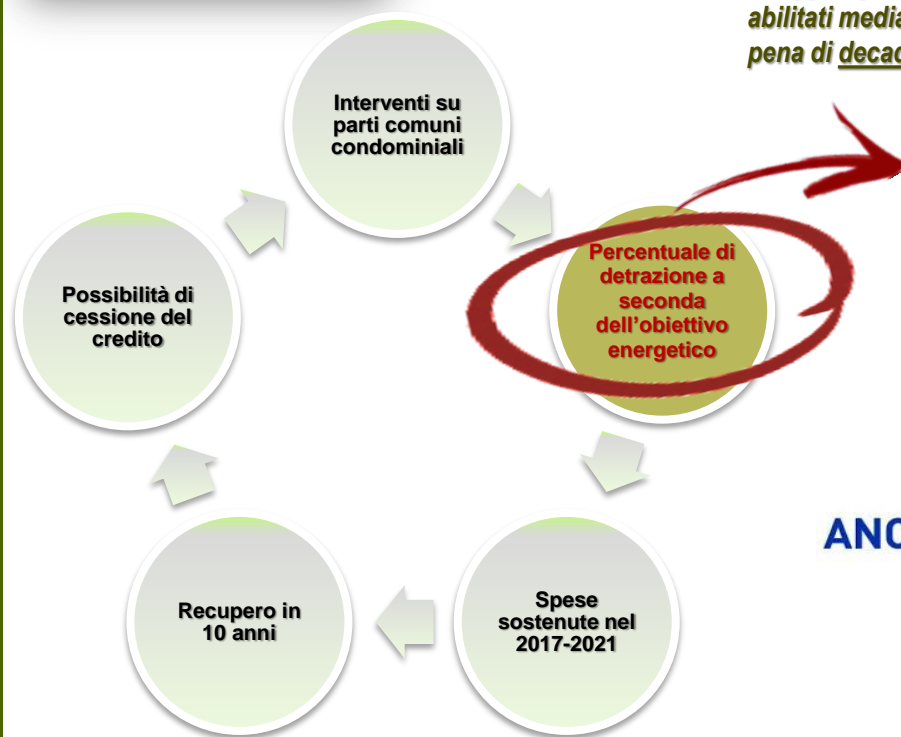 abilitati media
pena di decad
Interventi su
parti comuni
condominiali
Percentuale di
detrazione a
seconda
dell’obiettivo
energetico
Possibilità di
cessione del
credito
Spese
sostenute nel
2017-2021
Recupero in
10 anni
ANC